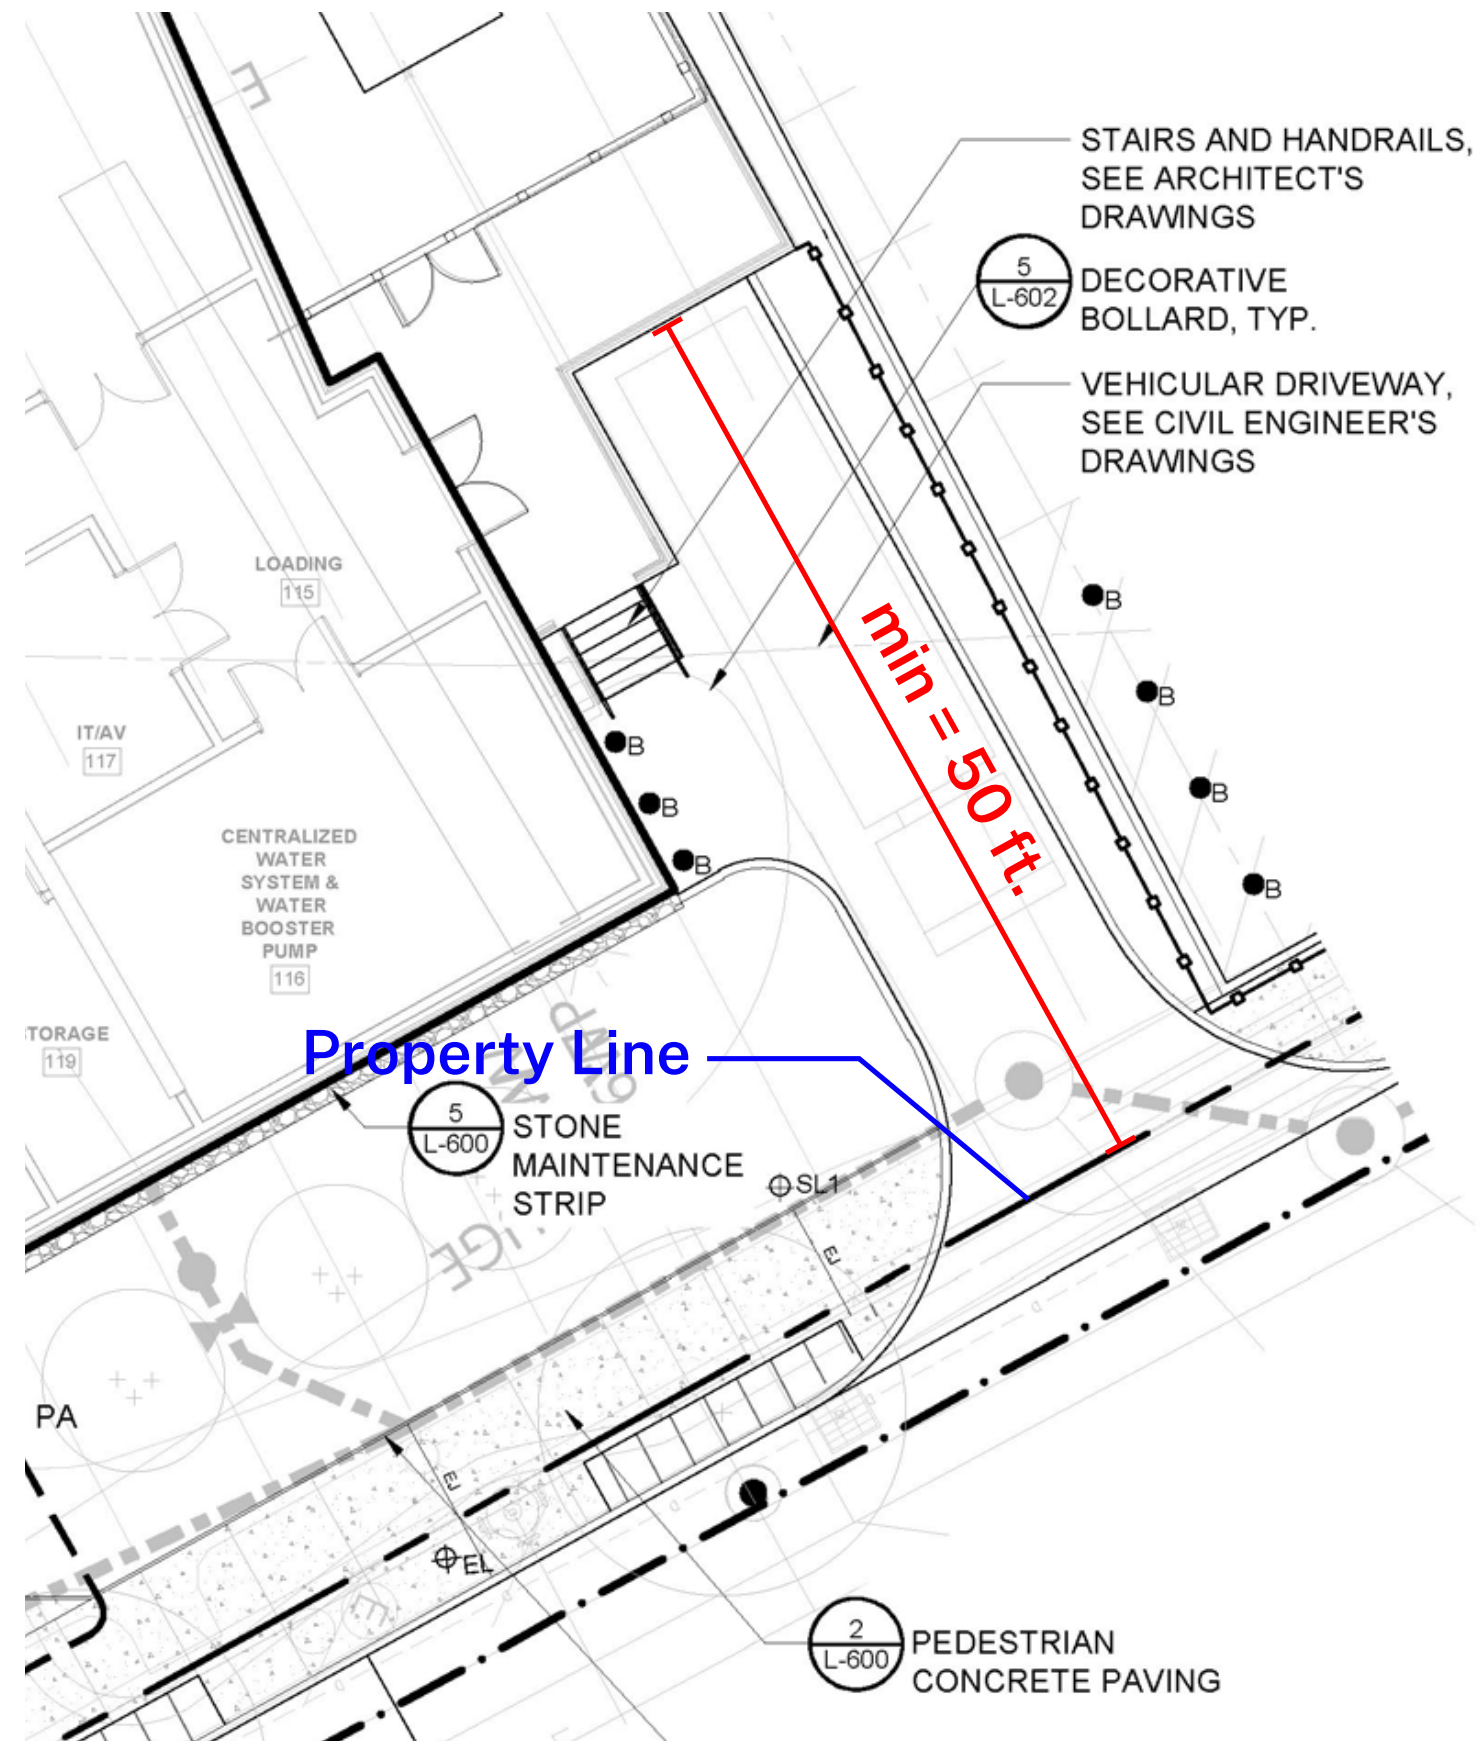 STAIRS AND HANDRAILS,
SEE ARCHITECT'S
DRAWINGS
5
L-602
DECORATIVE
BOLLARD, TYP.
VEHICULAR DRIVEWAY,
SEE CIVIL ENGINEER'S
DRAWINGS
E
LOADING
115
B
B
B
B
min = 50 ft.
IT/AV
117
B
B
B
CENTRALIZED
WATER
SYSTEM &
WATER
BOOSTER
PUMP
116
TORAGE
119
Property Line
5
L-600
STONE
MAINTENANCE
STRIP
SL1
EJ
PA
EJ
EL
E
2
L-600
PEDESTRIAN
CONCRETE PAVING